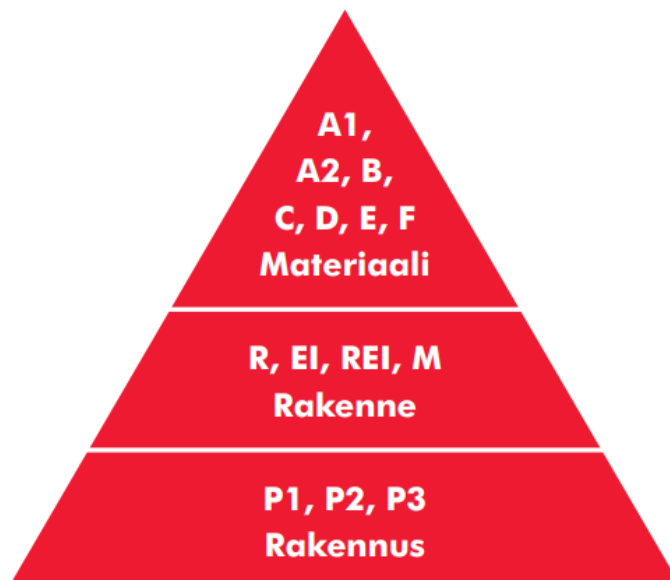 A1,
A2, B,
C, D, E, F
Materiaali
R, EI, REI, M
Rakenne
P1, P2, P3
Rakennus